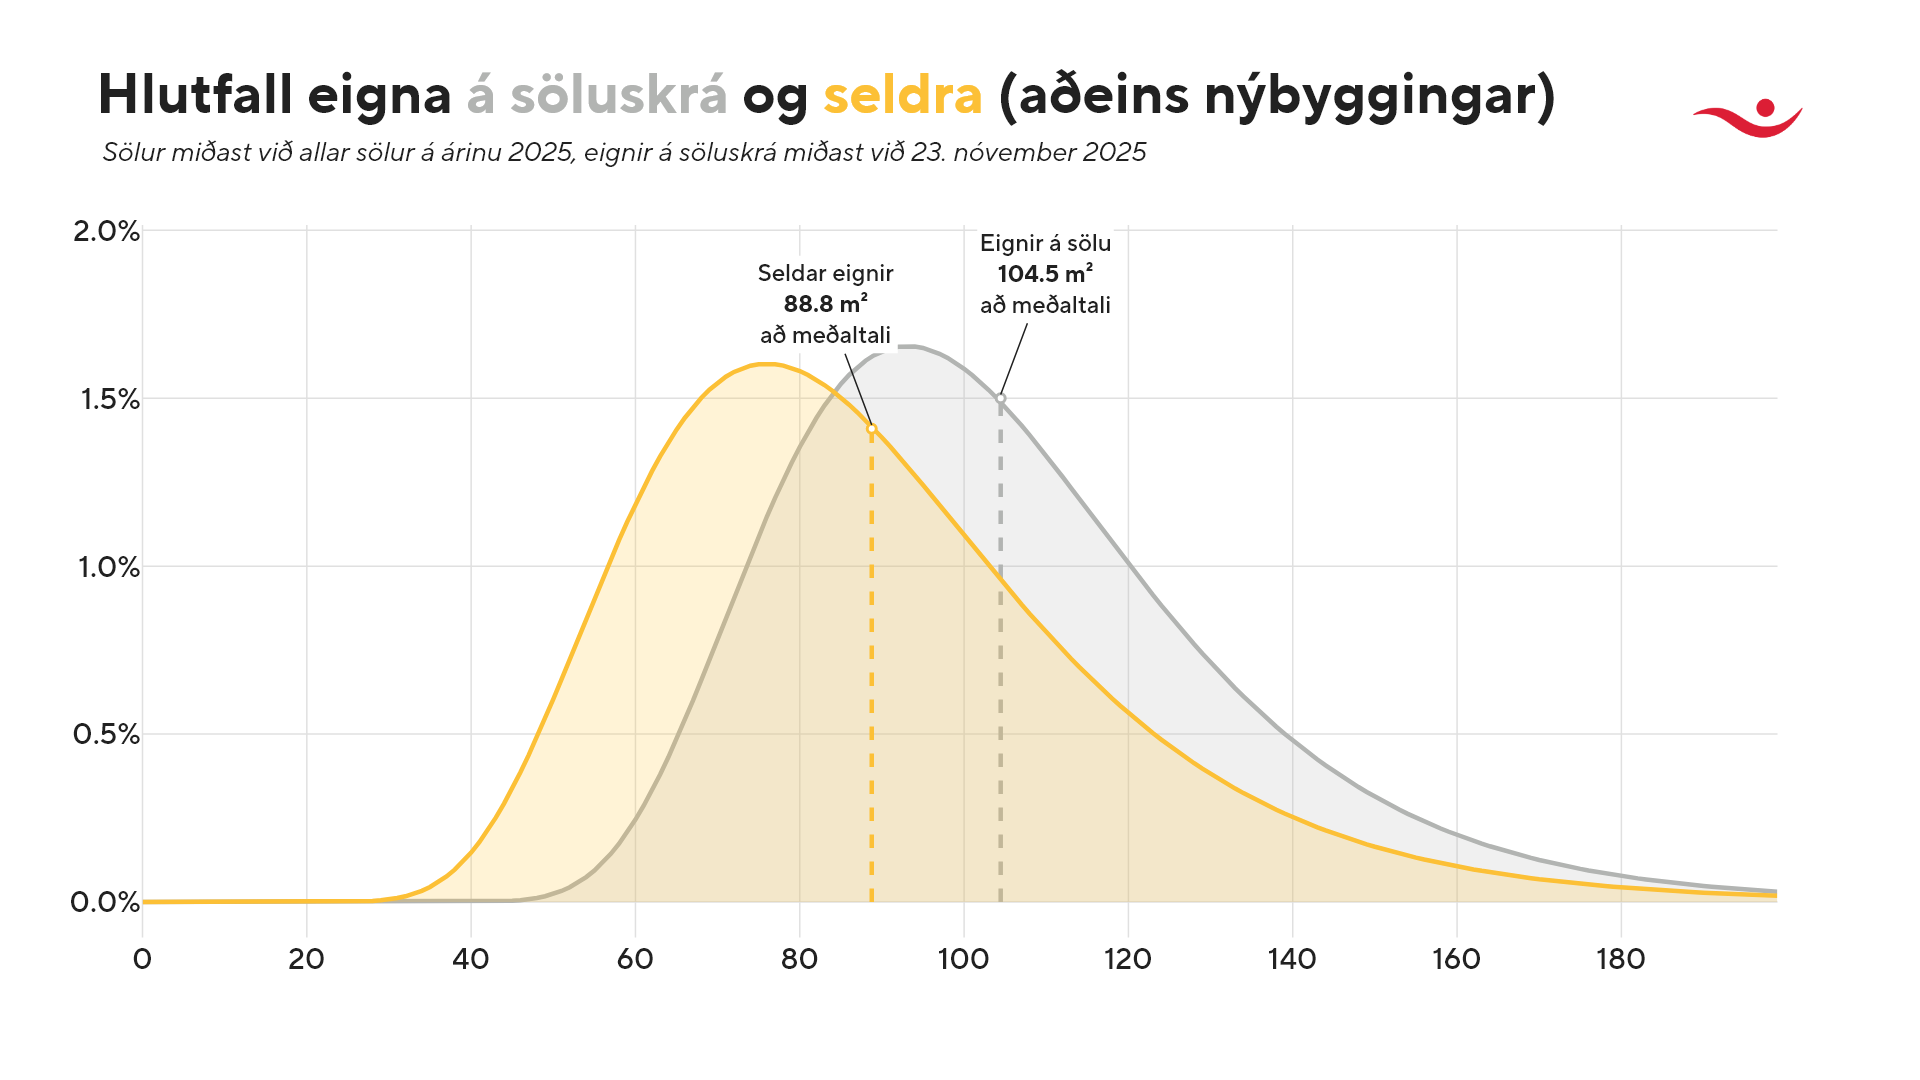 Hlutfall eigna á söluskrá og seldra (aðeins nýbyggingar)
Sölur miðast við allar sölur á árinu 2025, eignir á söluskrá miðast við 23. nóvember 2025
2.0%
1.5%
1.0%
0.5%
0.0%
Seldar eignir
88.8 m²
að meðaltali
Eignir á sölu
104.5 m²
að meðaltali
0 20 40 60 80 100 120 140 160 180